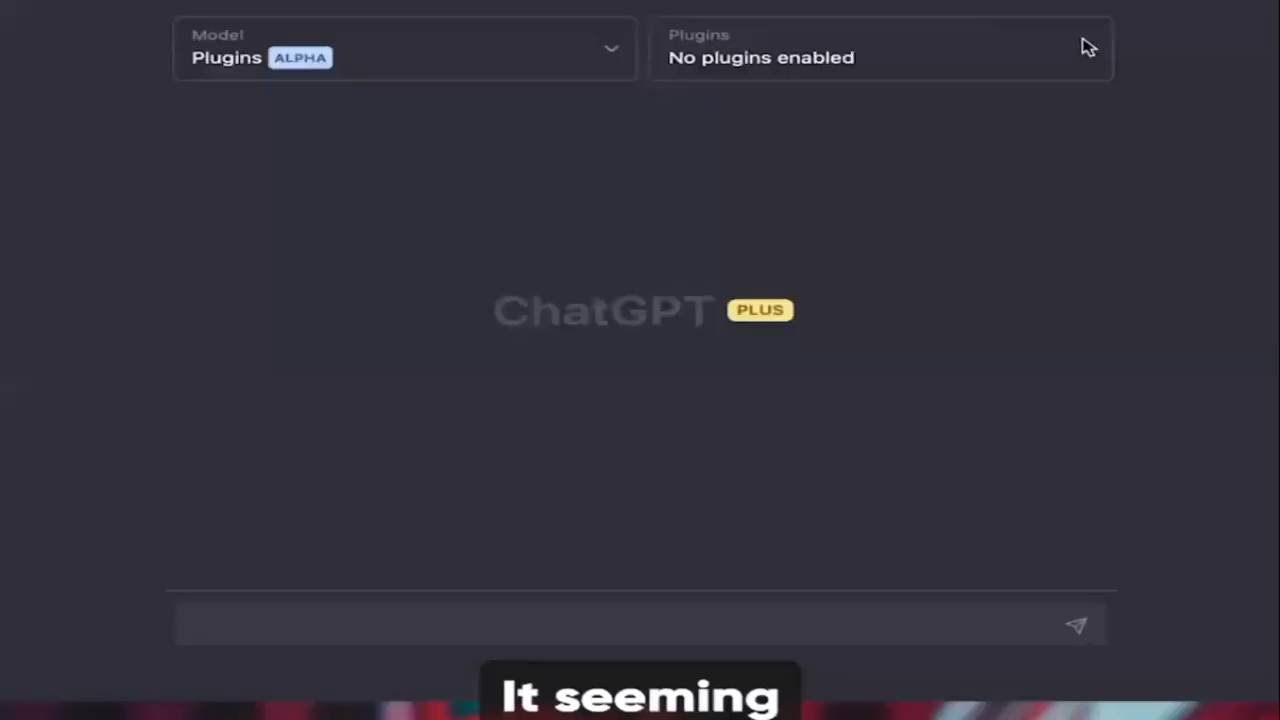 Model
Plugins
Plugins ALPHA
No plugins enabled
ChatGPT PLUS
It seeming